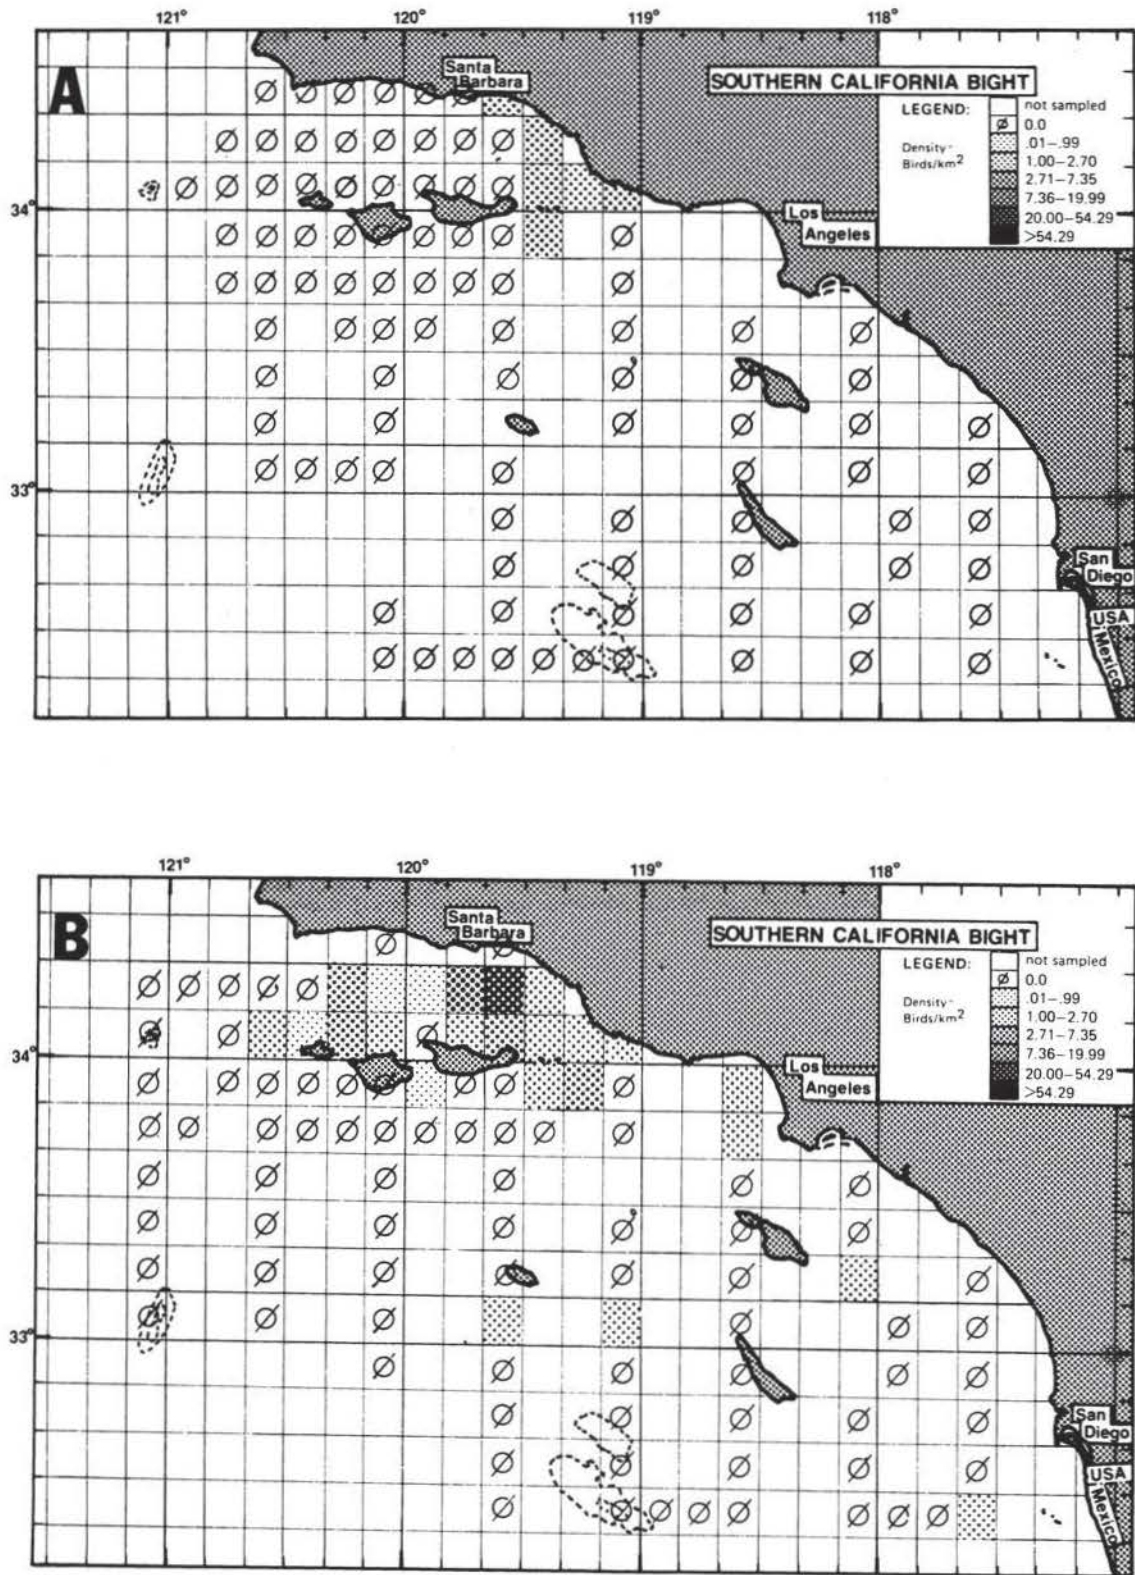 121° 120° 119° 118°
A
Santa
Barbara
SOUTHERN CALIFORNIA BIGHT
LEGEND:
not sampled
Ø 0.0
Density-
Birds/km²
.01–.99
1.00–2.70
2.71–7.35
7.36–19.99
20.00–54.29
>54.29
34°
Los
Angeles
33°
San
Diego
USA
Mexico
121° 120° 119° 118°
B
Santa
Barbara
SOUTHERN CALIFORNIA BIGHT
LEGEND:
not sampled
Ø 0.0
Density-
Birds/km²
.01–.99
1.00–2.70
2.71–7.35
7.36–19.99
20.00–54.29
>54.29
34°
Los
Angeles
33°
San
Diego
USA
Mexico